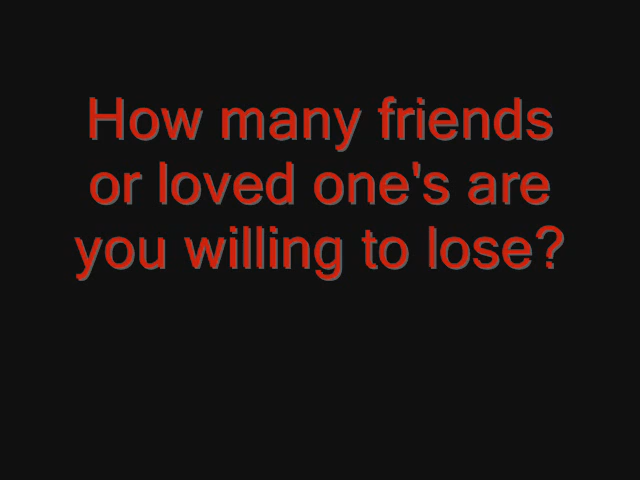 How many friends
or loved one's are
you willing to lose?